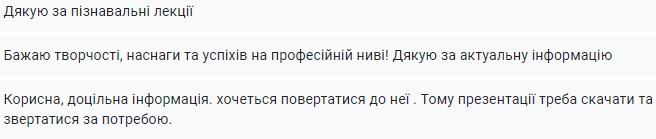 Дякую за пізнавальні лекції
Бажаю творчості, наснаги та успіхів на професійній ниві! Дякую за актуальну інформацію
Корисна, доцільна інформація. хочеться повертатися до неї . Тому презентації треба скачати та
звертатися за потребою.